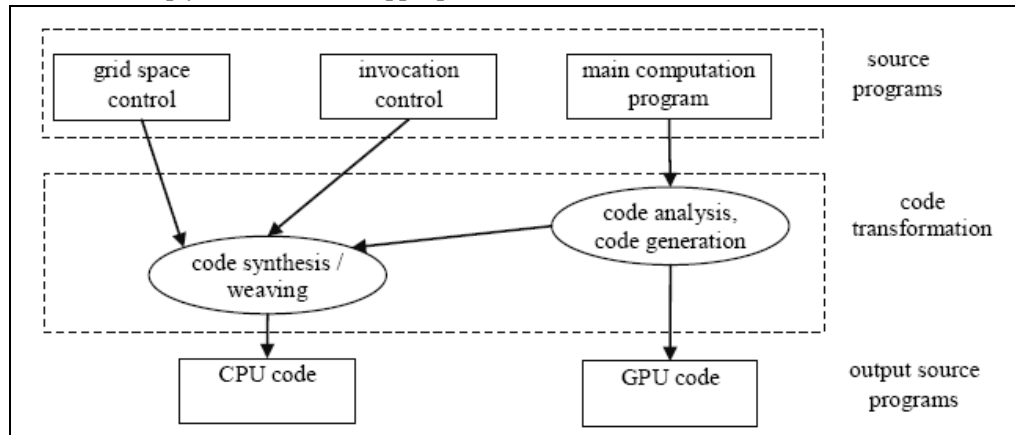 grid space
control
invocation
control
main computation
program
source
programs
code analysis,
code generation
code
transformation
code synthesis /
weaving
CPU code
GPU code
output source
programs